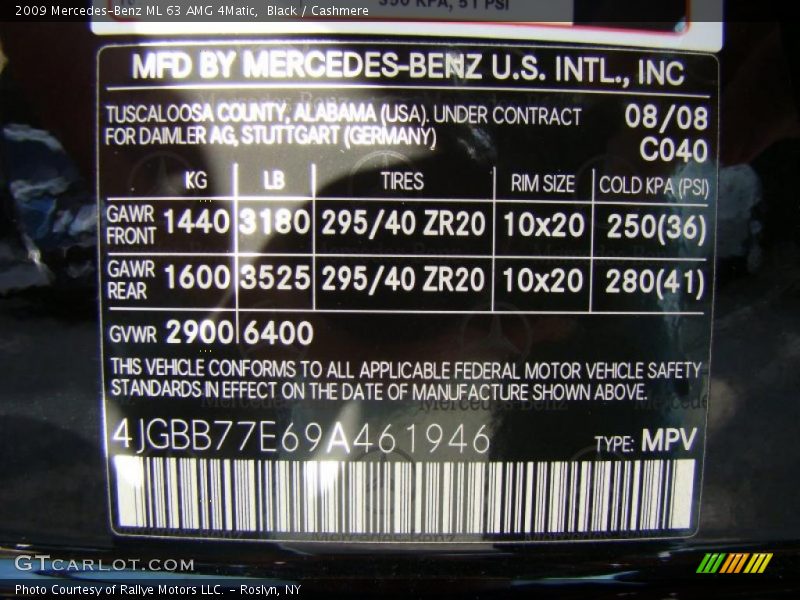 350 KPA, 51 PSI
2009 Mercedes-Benz ML 63 AMG 4Matic, Black / Cashmere
MFD BY MERCEDES-BENZ U.S. INTL., INC
TUSCALOOSA COUNTY, ALABAMA (USA). UNDER CONTRACT 08/08
FOR DAIMLER AG, STUTTGART (GERMANY) C040
KG LB TIRES RIM SIZE COLD KPA (PSI)
GAWR FRONT 1440 3180 295/40 ZR20 10x20 250(36)
GAWR REAR 1600 3525 295/40 ZR20 10x20 280(41)
GVWR 2900 6400
THIS VEHICLE CONFORMS TO ALL APPLICABLE FEDERAL MOTOR VEHICLE SAFETY
STANDARDS IN EFFECT ON THE DATE OF MANUFACTURE SHOWN ABOVE.
4JGBB77E69A461946 TYPE: MPV
GTCARLOT.COM
Photo Courtesy of Rallye Motors LLC. - Roslyn, NY